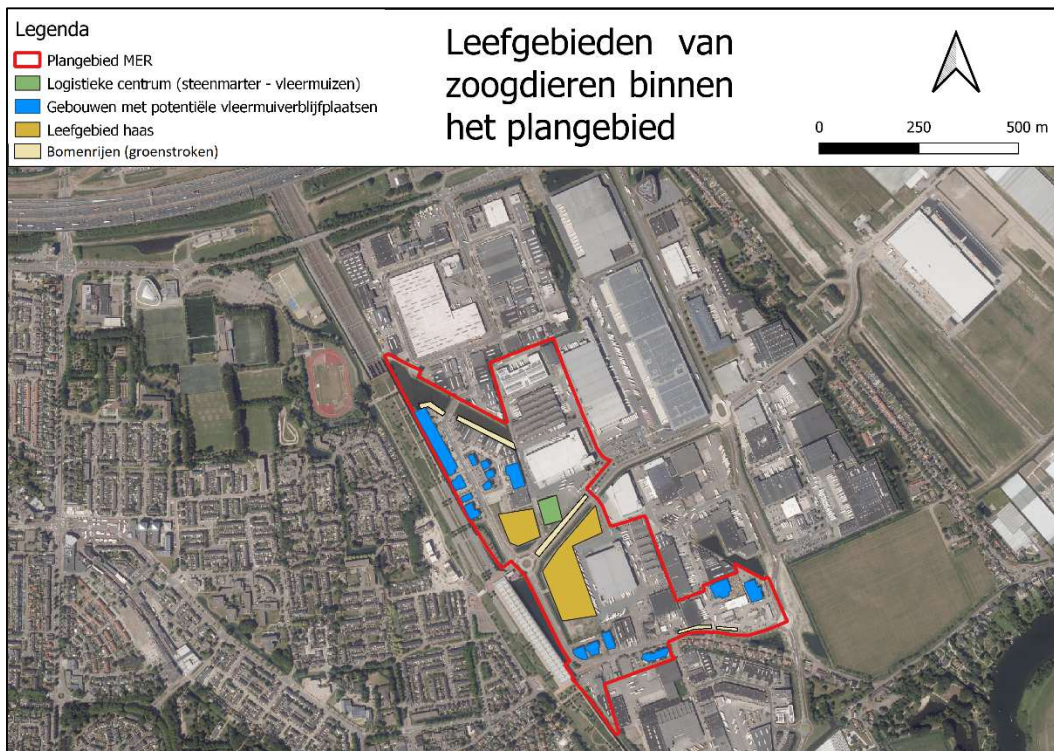 Legenda
Plangebied MER
Logistieke centrum (steenmarter - vleermuizen)
Gebouwen met potentiële vleermuiverblijfplaatsen
Leefgebied haas
Bomenrijen (groenstroken)
Leefgebieden van
zoogdieren binnen
het plangebied
0 250 500 m